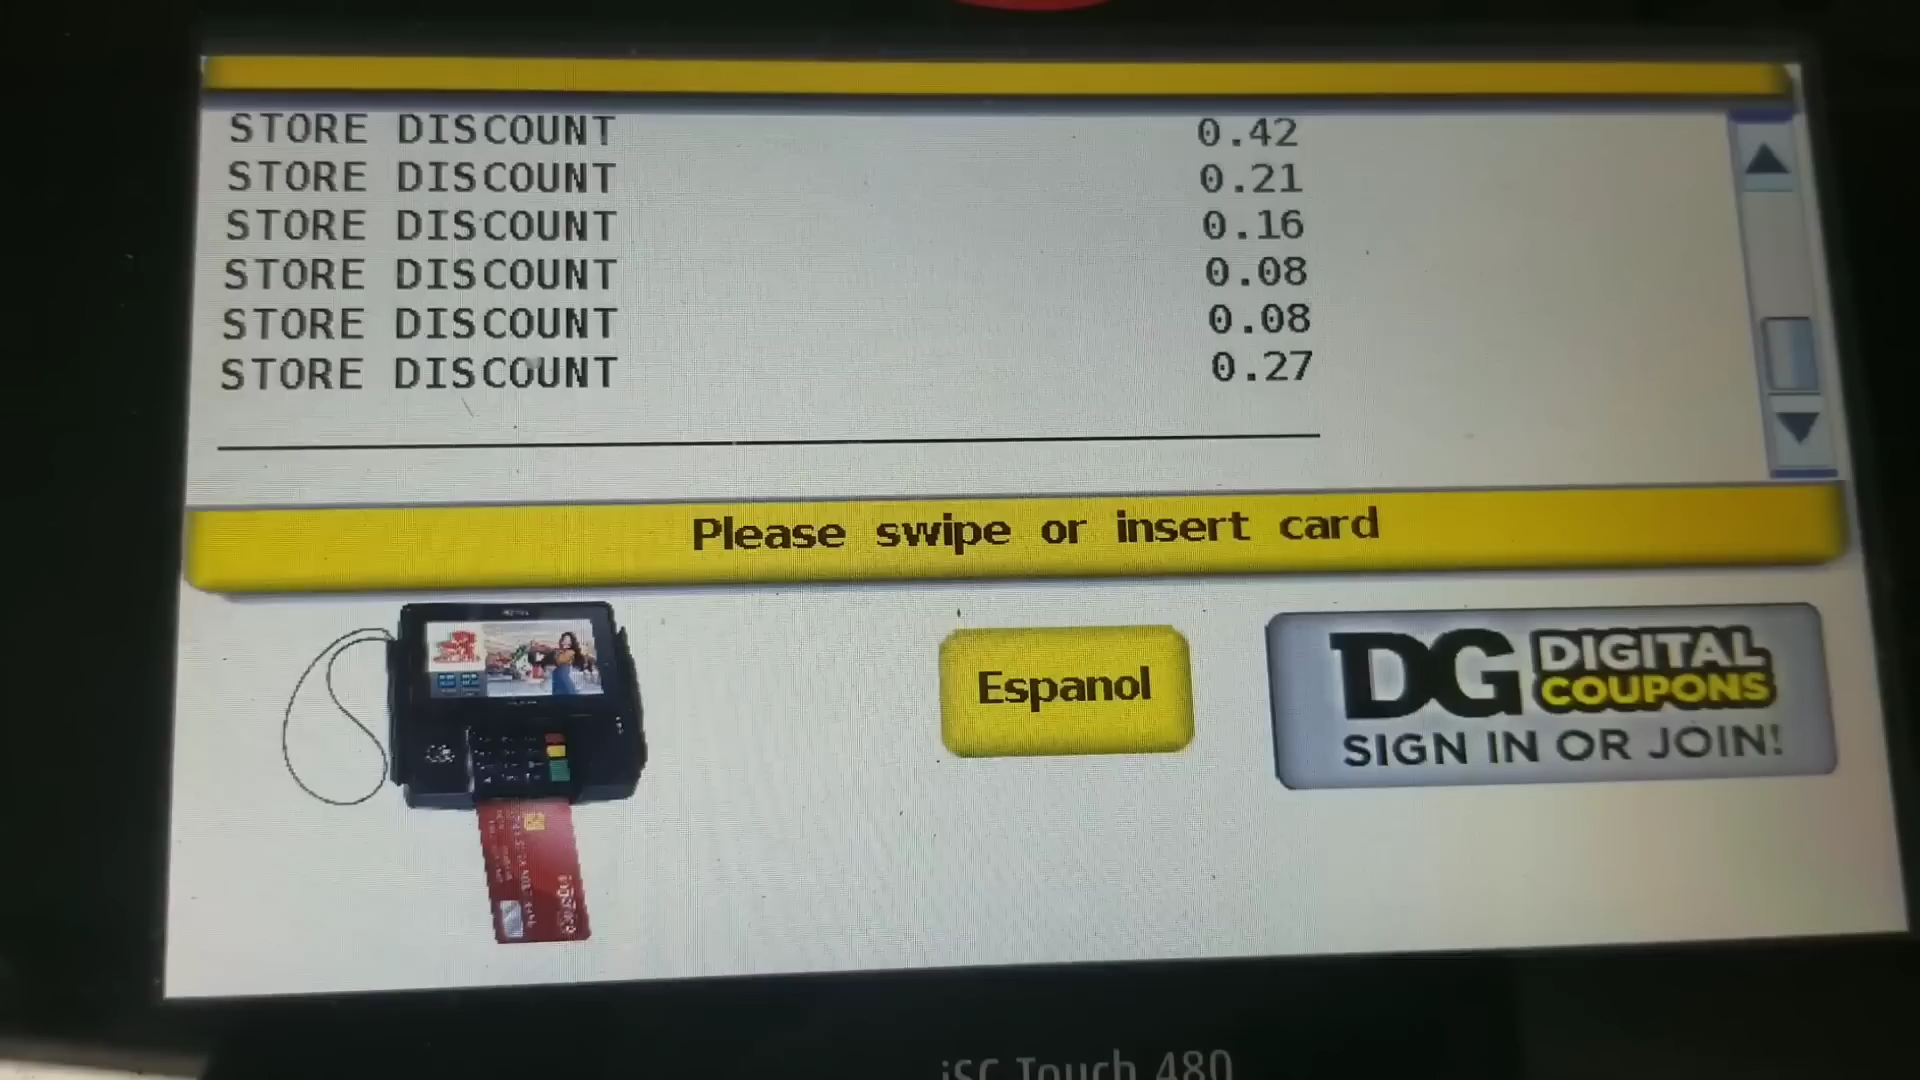 STORE DISCOUNT 0.42
STORE DISCOUNT 0.21
STORE DISCOUNT 0.16
STORE DISCOUNT 0.08
STORE DISCOUNT 0.08
STORE DISCOUNT 0.27
Please swipe or insert card
Espanol
DG DIGITAL COUPONS
SIGN IN OR JOIN!
iSC Touch 480